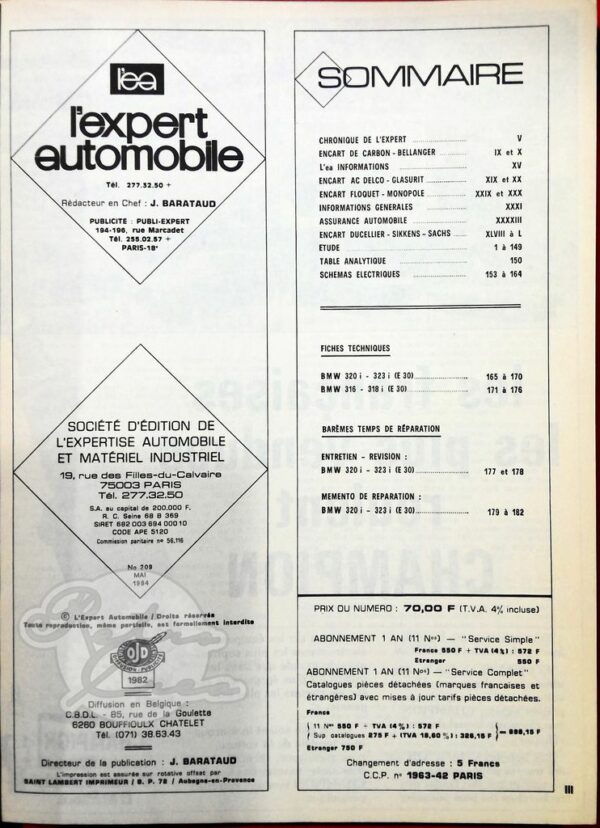 l'ea
l'expert
automobile
Tél. 277.32.50 +
Rédacteur en Chef : J. BARATAUD
PUBLICITE : PUBLI-EXPERT
194-196, rue Marcadet
Tél. 255.02.57 +
PARIS-18e
SOCIÉTÉ D'ÉDITION DE
L'EXPERTISE AUTOMOBILE
ET MATÉRIEL INDUSTRIEL
19, rue des Filles-du-Calvaire
75003 PARIS
Tél. 277.32.50
S.A. au capital de 200.000 F.
R. C. Seine 68 B 369
SIRET 682 003 694 000 10
CODE APE 5120
Commission paritaire nº 56.116
No 209
MAI
1984
© L'Expert Automobile / Droits réservés
Toute reproduction, même partielle, est formellement interdite
OJD
1982
Diffusion en Belgique :
C.B.D.L. - 85, rue de la Goulette
6260 BOUFFIOULX CHATELET
Tél. (071) 38.63.43
Directeur de la publication : J. BARATAUD
L'impression est assurée sur rotative offset par
SAINT LAMBERT IMPRIMEUR / B. P. 72 / Aubagne-en-Provence
SOMMAIRE
CHRONIQUE DE L'EXPERT V
ENCART DE CARBON - BELLANGER IX et X
L'ea INFORMATIONS XV
ENCART AC DELCO - GLASURIT XIX et XX
ENCART FLOQUET - MONOPOLE XXIX et XXX
INFORMATIONS GENERALES XXXI
ASSURANCE AUTOMOBILE XXXXIII
ENCART DUCELLIER - SIKKENS - SACHS XLVIII à L
ETUDE 1 à 149
TABLE ANALYTIQUE 150
SCHEMAS ELECTRIQUES 153 à 164
FICHES TECHNIQUES
BMW 320 i - 323 i (E 30) 165 à 170
BMW 316 - 318 i (E 30) 171 à 176
BARÈMES TEMPS DE RÉPARATION
ENTRETIEN - REVISION :
BMW 320 i - 323 i (E 30) 177 et 178
MEMENTO DE REPARATION :
BMW 320 i - 323 i (E 30) 179 à 182
PRIX DU NUMERO : 70,00 F (T.V.A. 4% incluse)
ABONNEMENT 1 AN (11 Nos) — "Service Simple"
France 550 F + TVA (4%) : 572 F
Etranger 550 F
ABONNEMENT 1 AN (11 Nos) — "Service Complet"
Catalogues pièces détachées (marques françaises et
étrangères) avec mises à jour tarifs pièces détachées.
France
11 Nos 550 F + TVA (4%) : 572 F
Sup catalogues 275 F + (TVA 18,60 %) : 326,15 F = 898,15 F
Etranger 750 F
Changement d'adresse : 5 Francs
C.C.P. nº 1963-42 PARIS
III